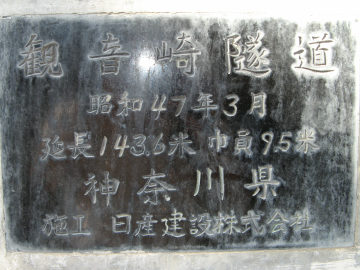 観音崎隧道
昭和47年3月
延長143.6米 巾員9.5米
神奈川県
施工 日産建設株式会社